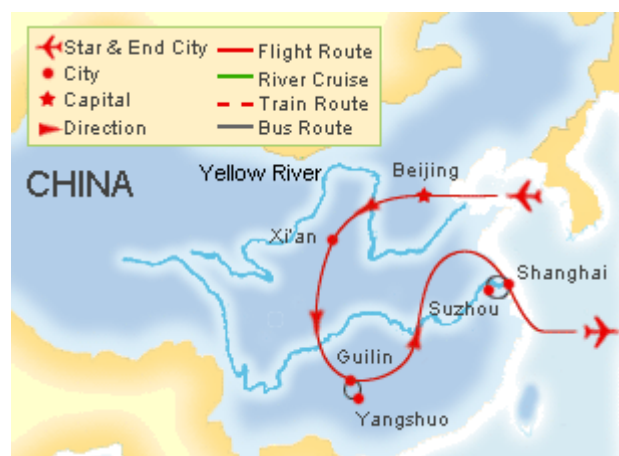 Star & End City
City
Capital
Direction
Flight Route
River Cruise
Train Route
Bus Route
CHINA
Yellow River
Beijing
Xi'an
Shanghai
Suzhou
Guilin
Yangshuo